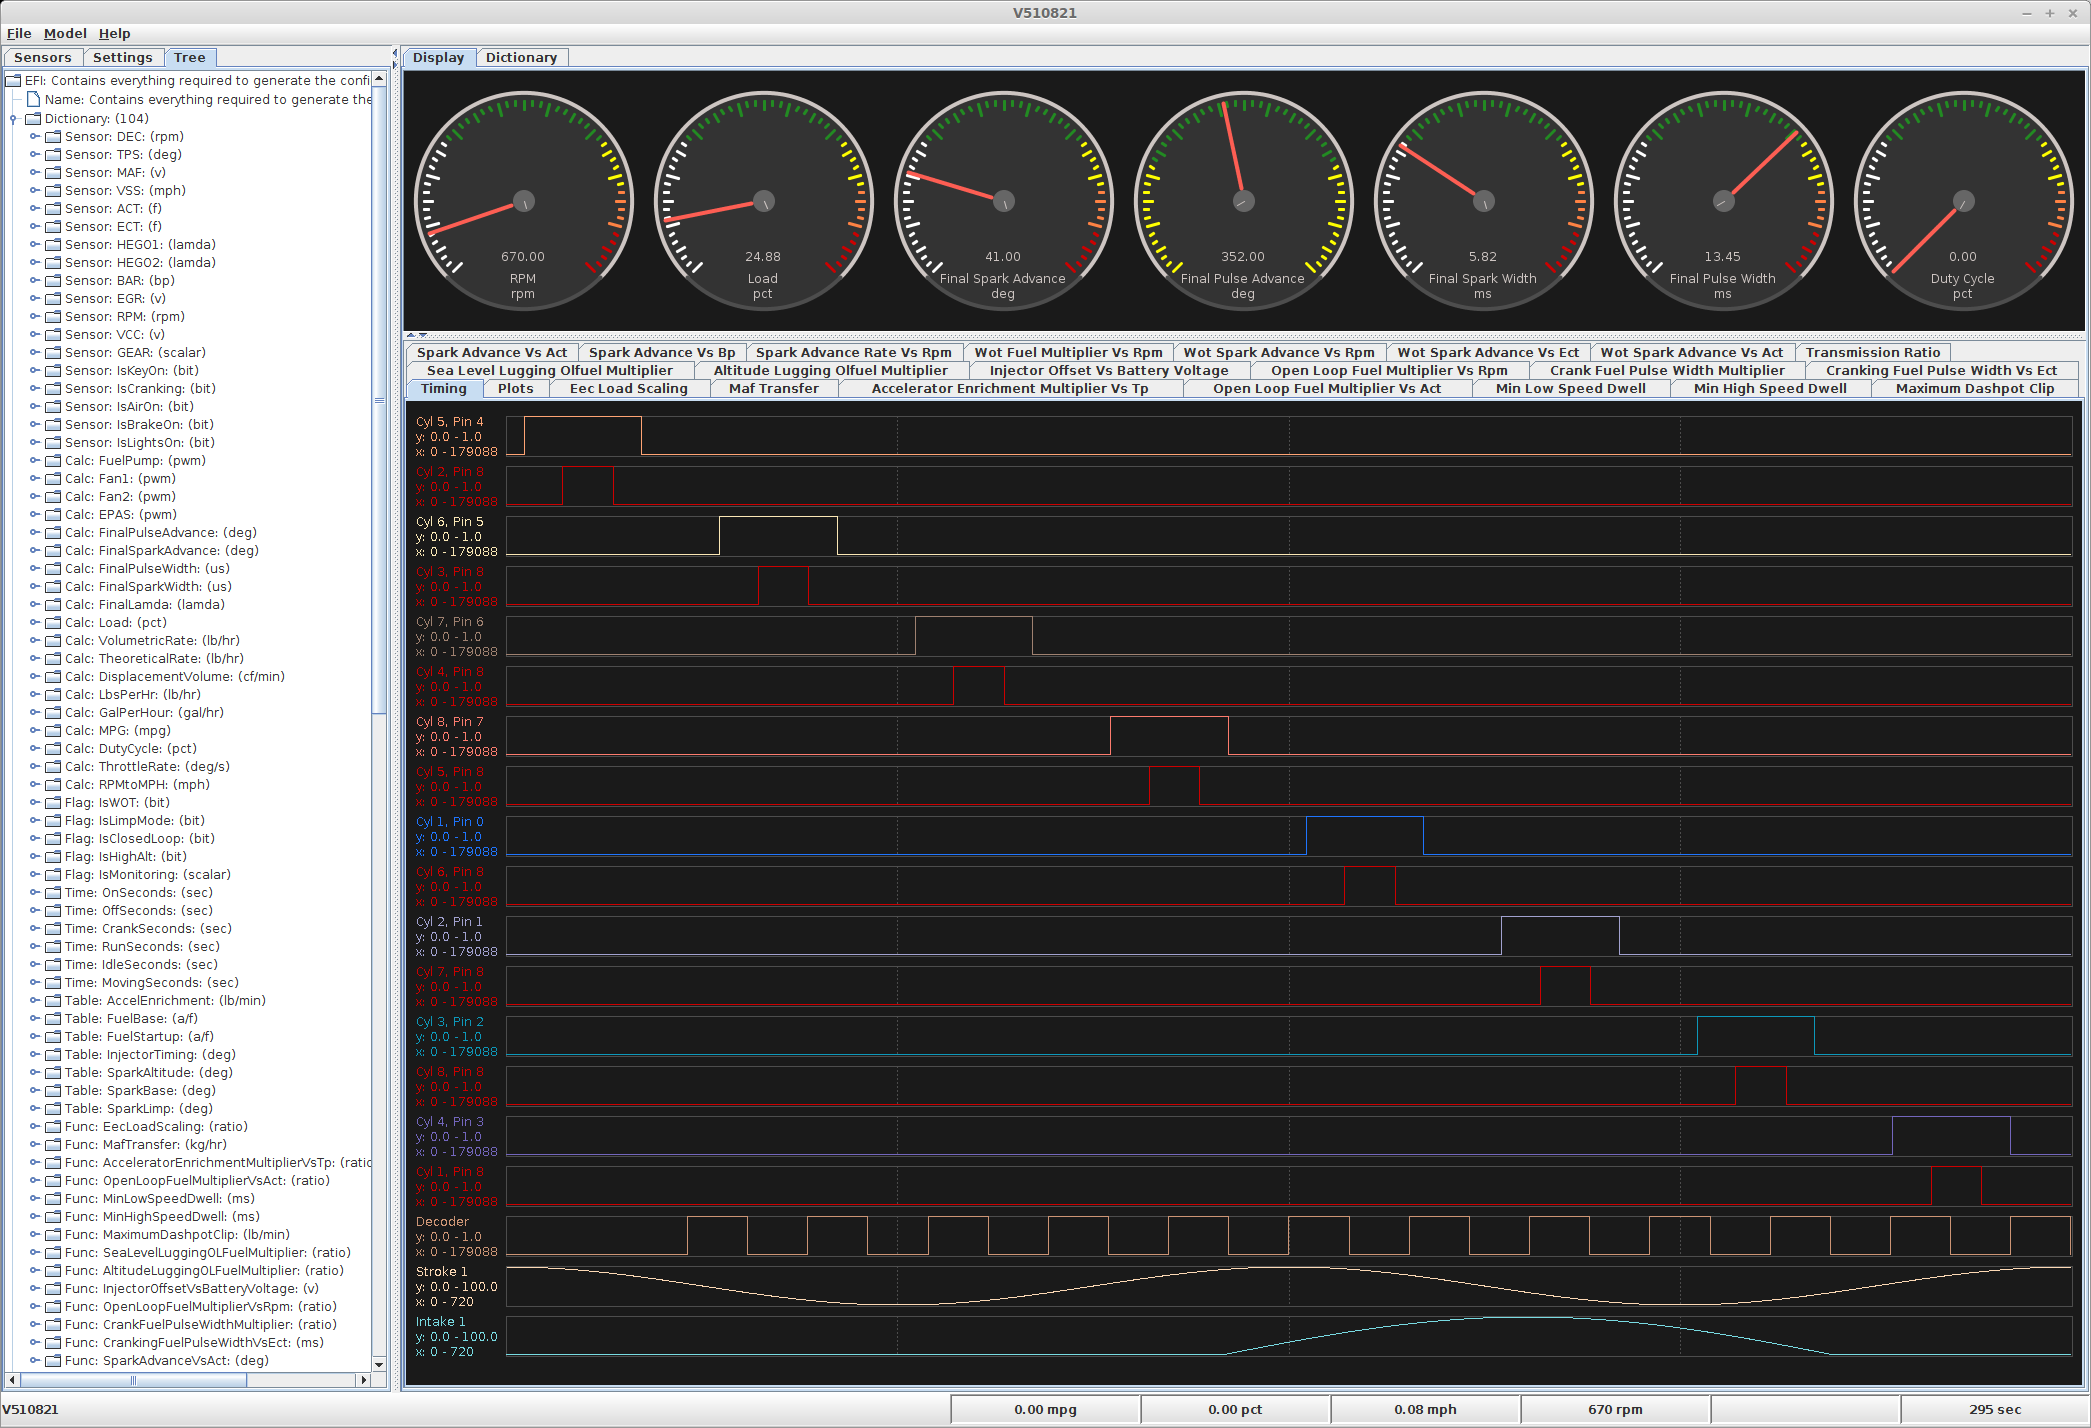 V510821
File Model Help
Sensors Settings Tree
EFI: Contains everything required to generate the confi
Name: Contains everything required to generate the
Dictionary: (104)
Sensor: DEC: (rpm)
Sensor: TPS: (deg)
Sensor: MAF: (v)
Sensor: VSS: (mph)
Sensor: ACT: (f)
Sensor: ECT: (f)
Sensor: HEGO1: (lamda)
Sensor: HEGO2: (lamda)
Sensor: BAR: (bp)
Sensor: EGR: (v)
Sensor: RPM: (rpm)
Sensor: VCC: (v)
Sensor: GEAR: (scalar)
Sensor: IsKeyOn: (bit)
Sensor: IsCranking: (bit)
Sensor: IsAirOn: (bit)
Sensor: IsBrakeOn: (bit)
Sensor: IsLightsOn: (bit)
Calc: FuelPump: (pwm)
Calc: Fan1: (pwm)
Calc: Fan2: (pwm)
Calc: EPAS: (pwm)
Calc: FinalPulseAdvance: (deg)
Calc: FinalSparkAdvance: (deg)
Calc: FinalPulseWidth: (us)
Calc: FinalSparkWidth: (us)
Calc: FinalLamda: (lamda)
Calc: Load: (pct)
Calc: VolumetricRate: (lb/hr)
Calc: TheoreticalRate: (lb/hr)
Calc: DisplacementVolume: (cf/min)
Calc: LbsPerHr: (lb/hr)
Calc: GalPerHour: (gal/hr)
Calc: MPG: (mpg)
Calc: DutyCycle: (pct)
Calc: ThrottleRate: (deg/s)
Calc: RPMtoMPH: (mph)
Flag: IsWOT: (bit)
Flag: IsLimpMode: (bit)
Flag: IsClosedLoop: (bit)
Flag: IsHighAlt: (bit)
Flag: IsMonitoring: (scalar)
Time: OnSeconds: (sec)
Time: OffSeconds: (sec)
Time: CrankSeconds: (sec)
Time: RunSeconds: (sec)
Time: IdleSeconds: (sec)
Time: MovingSeconds: (sec)
Table: AccelEnrichment: (lb/min)
Table: FuelBase: (a/f)
Table: FuelStartup: (a/f)
Table: InjectorTiming: (deg)
Table: SparkAltitude: (deg)
Table: SparkBase: (deg)
Table: SparkLimp: (deg)
Func: EecLoadScaling: (ratio)
Func: MafTransfer: (kg/hr)
Func: AcceleratorEnrichmentMultiplierVsTp: (ratio
Func: OpenLoopFuelMultiplierVsAct: (ratio)
Func: MinLowSpeedDwell: (ms)
Func: MinHighSpeedDwell: (ms)
Func: MaximumDashpotClip: (lb/min)
Func: SeaLevelLuggingOLFuelMultiplier: (ratio)
Func: AltitudeLuggingOLFuelMultiplier: (ratio)
Func: InjectorOffsetVsBatteryVoltage: (v)
Func: OpenLoopFuelMultiplierVsRpm: (ratio)
Func: CrankFuelPulseWidthMultiplier: (ratio)
Func: CrankingFuelPulseWidthVsEct: (ms)
Func: SparkAdvanceVsAct: (deg)
Display Dictionary
670.00
RPM
rpm
24.88
Load
pct
41.00
Final Spark Advance
deg
352.00
Final Pulse Advance
deg
5.82
Final Spark Width
ms
13.45
Final Pulse Width
ms
0.00
Duty Cycle
pct
Spark Advance Vs Act Spark Advance Vs Bp Spark Advance Rate Vs Rpm Wot Fuel Multiplier Vs Rpm Wot Spark Advance Vs Rpm Wot Spark Advance Vs Ect Wot Spark Advance Vs Act Transmission Ratio
Sea Level Lugging Olfuel Multiplier Altitude Lugging Olfuel Multiplier Injector Offset Vs Battery Voltage Open Loop Fuel Multiplier Vs Rpm Crank Fuel Pulse Width Multiplier Cranking Fuel Pulse Width Vs Ect
Timing Plots Eec Load Scaling Maf Transfer Accelerator Enrichment Multiplier Vs Tp Open Loop Fuel Multiplier Vs Act Min Low Speed Dwell Min High Speed Dwell Maximum Dashpot Clip
Cyl 5, Pin 4
y: 0.0 - 1.0
x: 0 - 179088
Cyl 2, Pin 8
y: 0.0 - 1.0
x: 0 - 179088
Cyl 6, Pin 5
y: 0.0 - 1.0
x: 0 - 179088
Cyl 3, Pin 8
y: 0.0 - 1.0
x: 0 - 179088
Cyl 7, Pin 6
y: 0.0 - 1.0
x: 0 - 179088
Cyl 4, Pin 8
y: 0.0 - 1.0
x: 0 - 179088
Cyl 8, Pin 7
y: 0.0 - 1.0
x: 0 - 179088
Cyl 5, Pin 8
y: 0.0 - 1.0
x: 0 - 179088
Cyl 1, Pin 0
y: 0.0 - 1.0
x: 0 - 179088
Cyl 6, Pin 8
y: 0.0 - 1.0
x: 0 - 179088
Cyl 2, Pin 1
y: 0.0 - 1.0
x: 0 - 179088
Cyl 7, Pin 8
y: 0.0 - 1.0
x: 0 - 179088
Cyl 3, Pin 2
y: 0.0 - 1.0
x: 0 - 179088
Cyl 8, Pin 8
y: 0.0 - 1.0
x: 0 - 179088
Cyl 4, Pin 3
y: 0.0 - 1.0
x: 0 - 179088
Cyl 1, Pin 8
y: 0.0 - 1.0
x: 0 - 179088
Decoder
y: 0.0 - 1.0
x: 0 - 179088
Stroke 1
y: 0.0 - 100.0
x: 0 - 720
Intake 1
y: 0.0 - 100.0
x: 0 - 720
V510821 0.00 mpg 0.00 pct 0.08 mph 670 rpm 295 sec